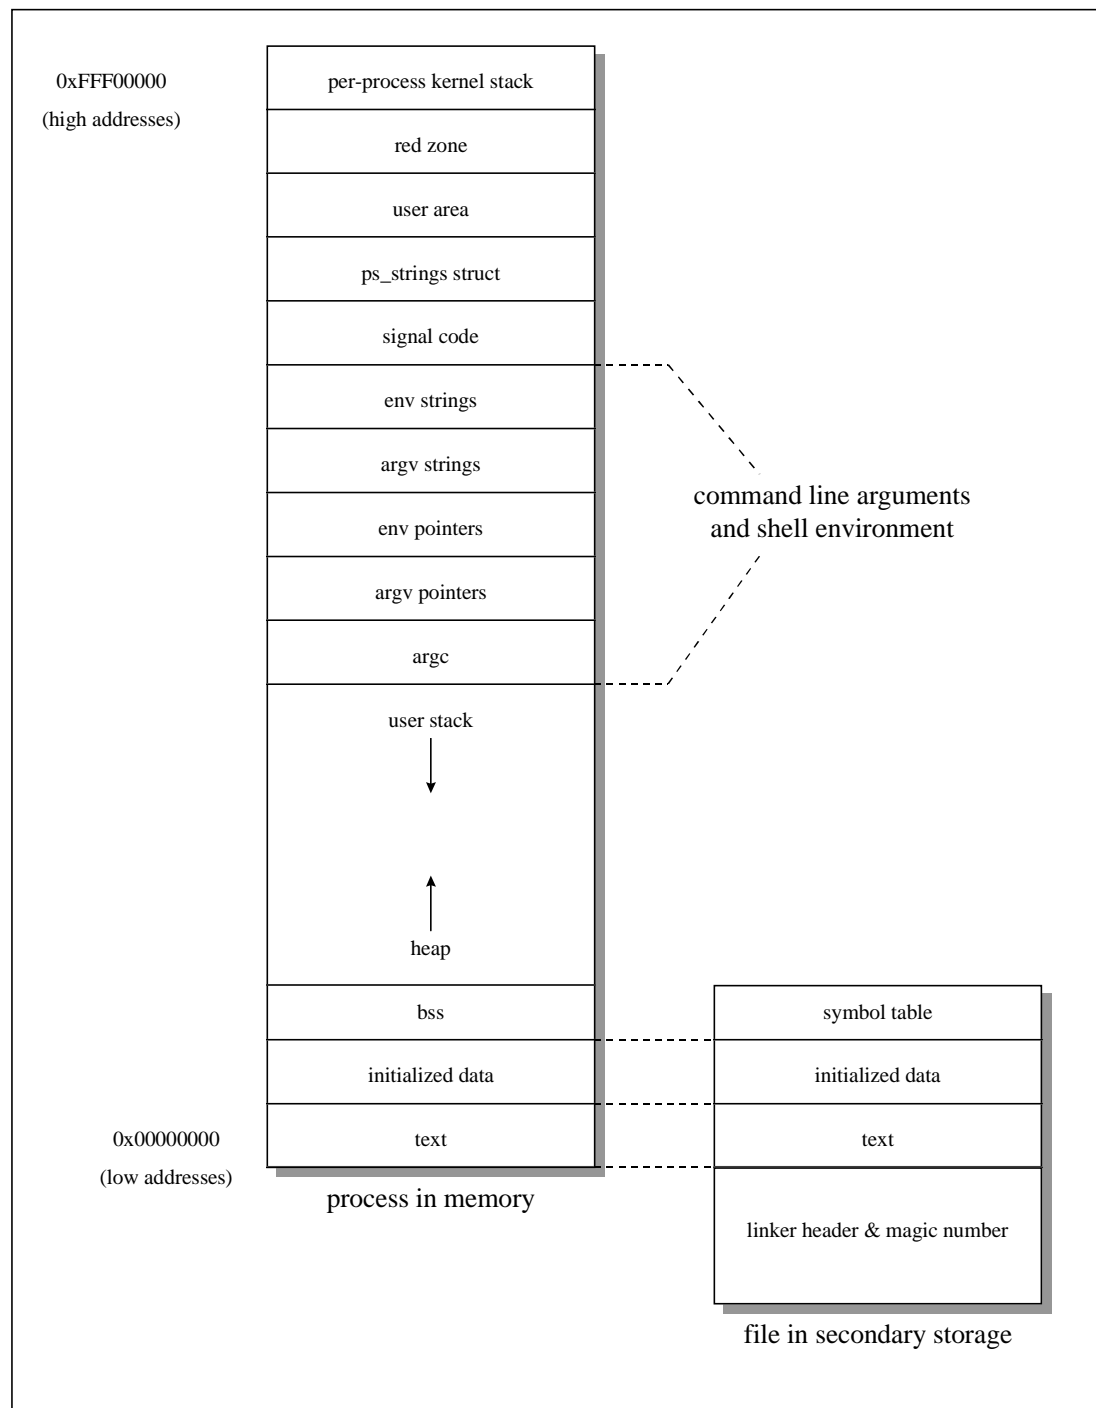 0xFFF00000
(high addresses)
per-process kernel stack
red zone
user area
ps_strings struct
signal code
env strings
argv strings
env pointers
argv pointers
argc
command line arguments
and shell environment
user stack
heap
bss
initialized data
text
0x00000000
(low addresses)
process in memory
symbol table
initialized data
text
linker header & magic number
file in secondary storage